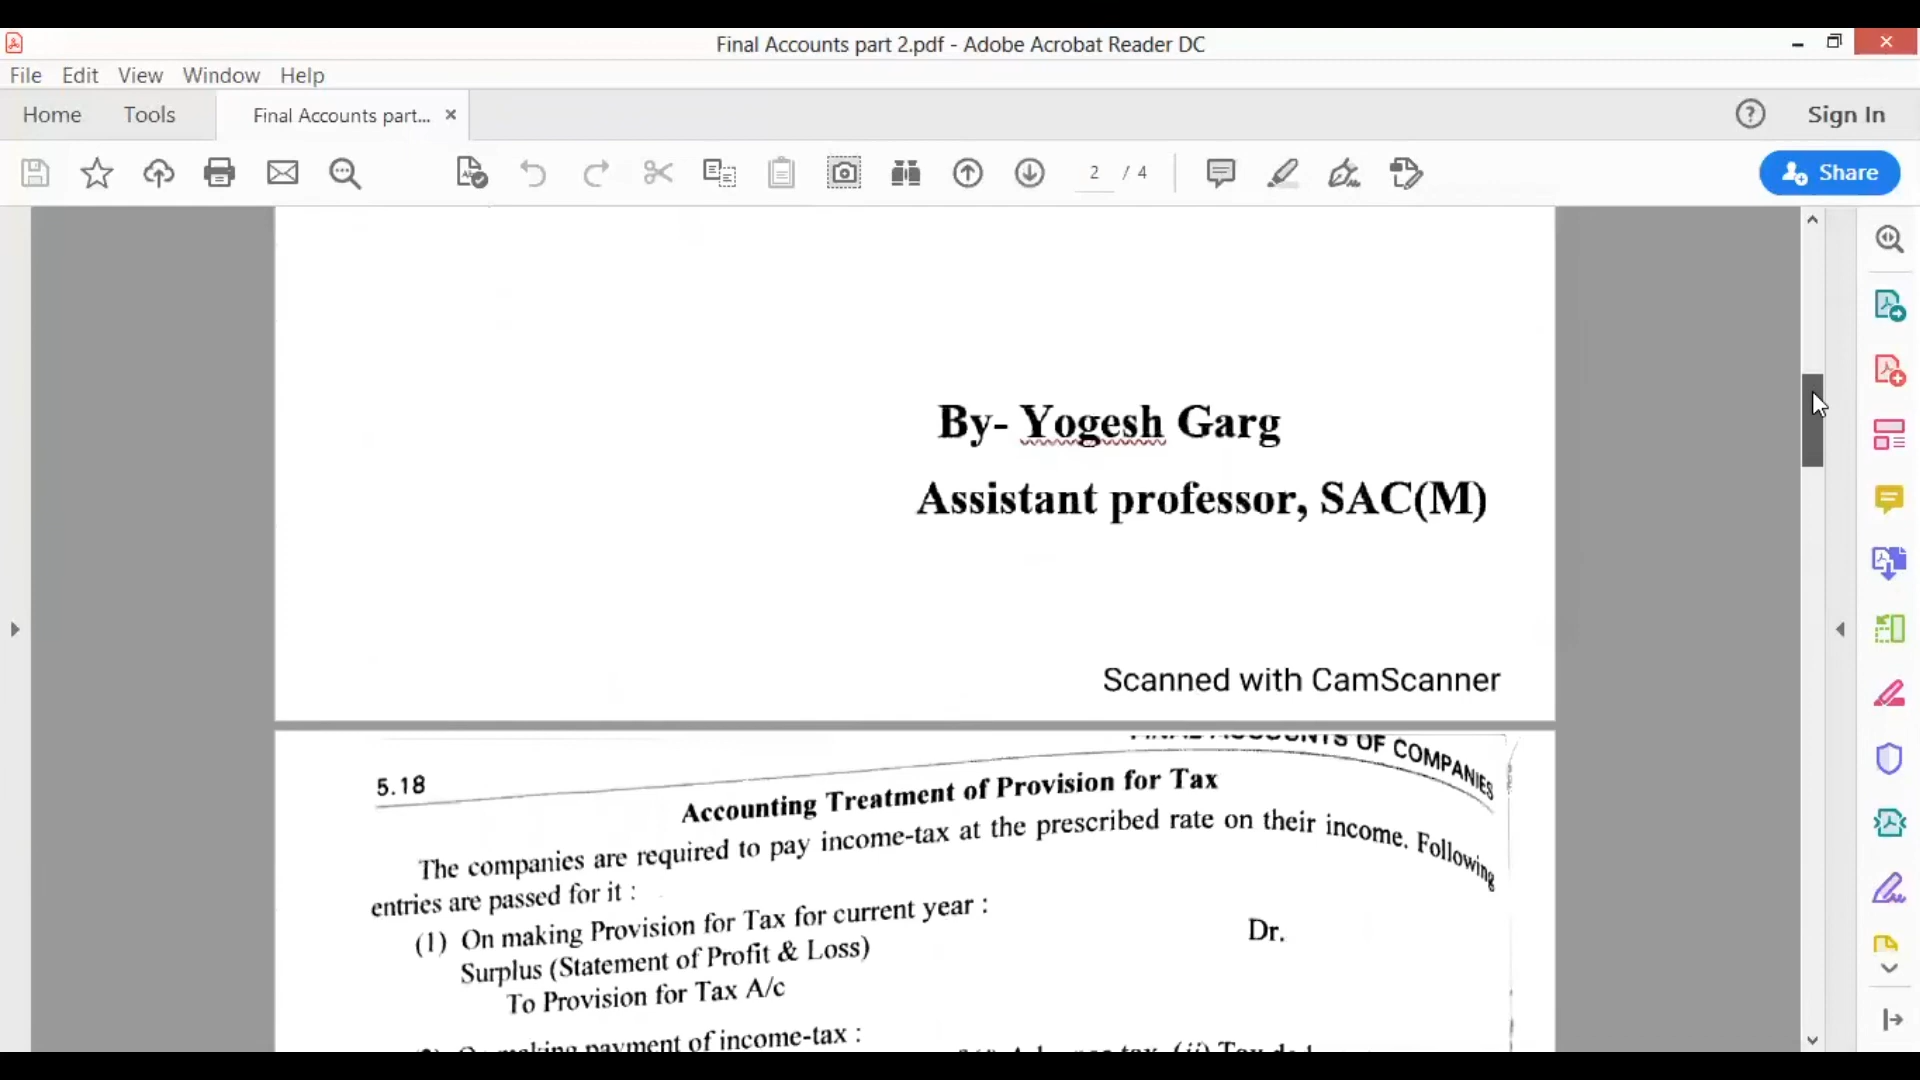 Final Accounts part 2.pdf - Adobe Acrobat Reader DC
File Edit View Window Help
Home Tools Final Accounts part... Sign In
2 / 4 Share
By- Yogesh Garg
Assistant professor, SAC(M)
Scanned with CamScanner
FINAL ACCOUNTS OF COMPANIES
5.18
Accounting Treatment of Provision for Tax
The companies are required to pay income-tax at the prescribed rate on their income. Following
entries are passed for it :
(1) On making Provision for Tax for current year :
Surplus (Statement of Profit & Loss) Dr.
To Provision for Tax A/c
making payment of income-tax :